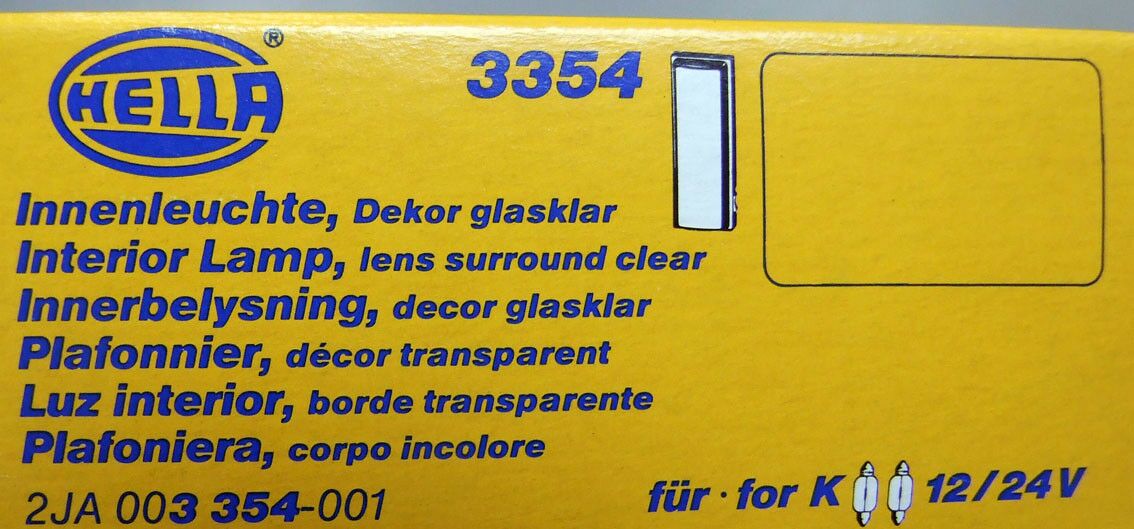 HELLA ®
3354
Innenleuchte, Dekor glasklar
Interior Lamp, lens surround clear
Innerbelysning, decor glasklar
Plafonnier, décor transparent
Luz interior, borde transparente
Plafoniera, corpo incolore
2JA 003 354-001
für · for K 12/24V